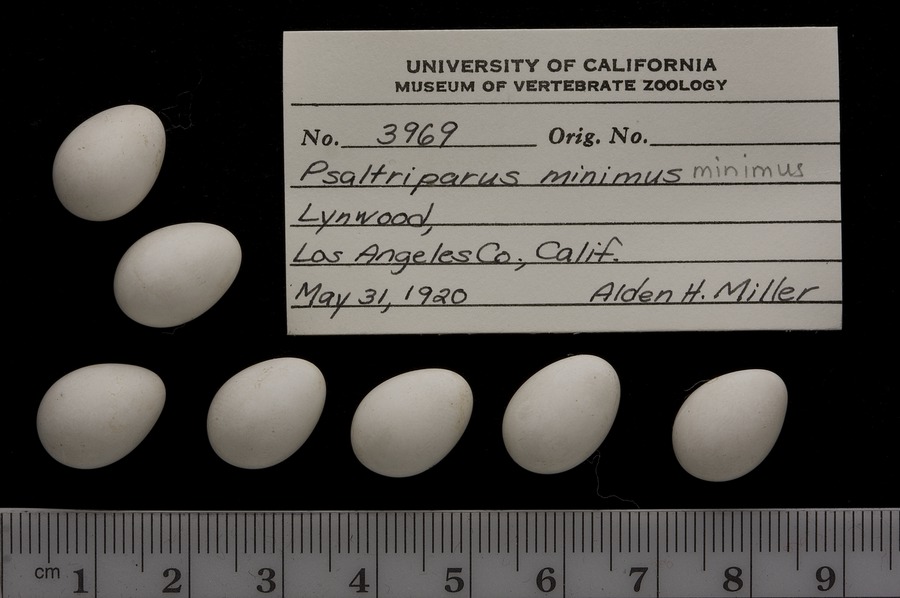 UNIVERSITY OF CALIFORNIA
MUSEUM OF VERTEBRATE ZOOLOGY
No. 3969 Orig. No.
Psaltriparus minimus minimus
Lynwood,
Los Angeles Co., Calif.
May 31, 1920 Alden H. Miller
cm 1 2 3 4 5 6 7 8 9